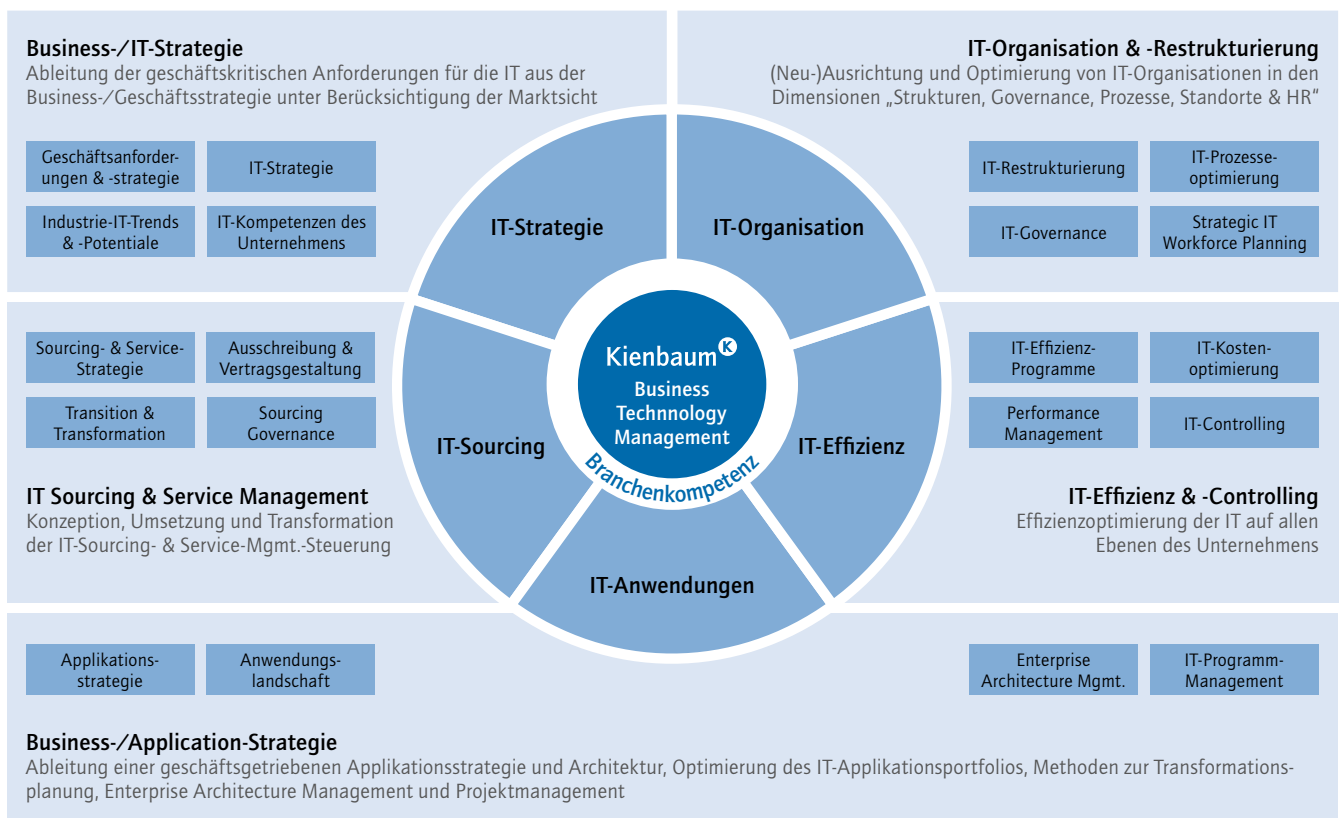 Business-/IT-Strategie
Ableitung der geschäftskritischen Anforderungen für die IT aus der
Business-/Geschäftsstrategie unter Berücksichtigung der Marktsicht
Geschäftsanforder-
ungen & -strategie
IT-Strategie
Industrie-IT-Trends
& -Potentiale
IT-Kompetenzen des
Unternehmens
IT-Organisation & -Restrukturierung
(Neu-)Ausrichtung und Optimierung von IT-Organisationen in den
Dimensionen „Strukturen, Governance, Prozesse, Standorte & HR“
IT-Restrukturierung
IT-Prozesse-
optimierung
IT-Governance
Strategic IT
Workforce Planning
IT-Strategie
IT-Organisation
IT-Sourcing
IT-Effizienz
IT-Anwendungen
Kienbaum K
Business
Technnology
Management
Branchenkompetenz
Sourcing- & Service-
Strategie
Ausschreibung &
Vertragsgestaltung
Transition &
Transformation
Sourcing
Governance
IT Sourcing & Service Management
Konzeption, Umsetzung und Transformation
der IT-Sourcing- & Service-Mgmt.-Steuerung
IT-Effizienz-
Programme
IT-Kosten-
optimierung
Performance
Management
IT-Controlling
IT-Effizienz & -Controlling
Effizienzoptimierung der IT auf allen
Ebenen des Unternehmens
Applikations-
strategie
Anwendungs-
landschaft
Enterprise
Architecture Mgmt.
IT-Programm-
Management
Business-/Application-Strategie
Ableitung einer geschäftsgetriebenen Applikationsstrategie und Architektur, Optimierung des IT-Applikationsportfolios, Methoden zur Transformations-
planung, Enterprise Architecture Management und Projektmanagement